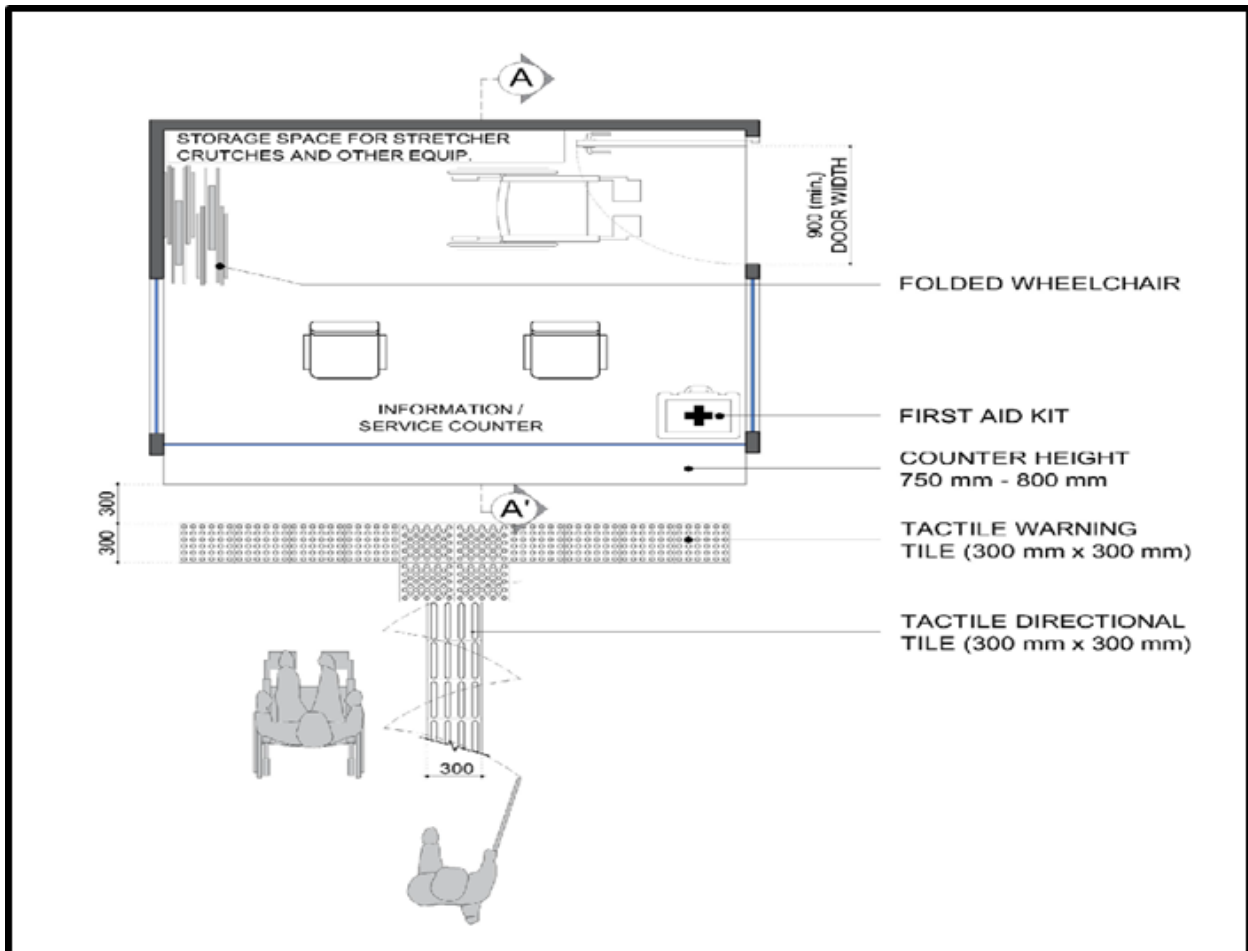 A
STORAGE SPACE FOR STRETCHER
CRUTCHES AND OTHER EQUIP.
900 (min.)
DOOR WIDTH
FOLDED WHEELCHAIR
INFORMATION /
SERVICE COUNTER
FIRST AID KIT
COUNTER HEIGHT
750 mm - 800 mm
300
A'
300
TACTILE WARNING
TILE (300 mm x 300 mm)
TACTILE DIRECTIONAL
TILE (300 mm x 300 mm)
300